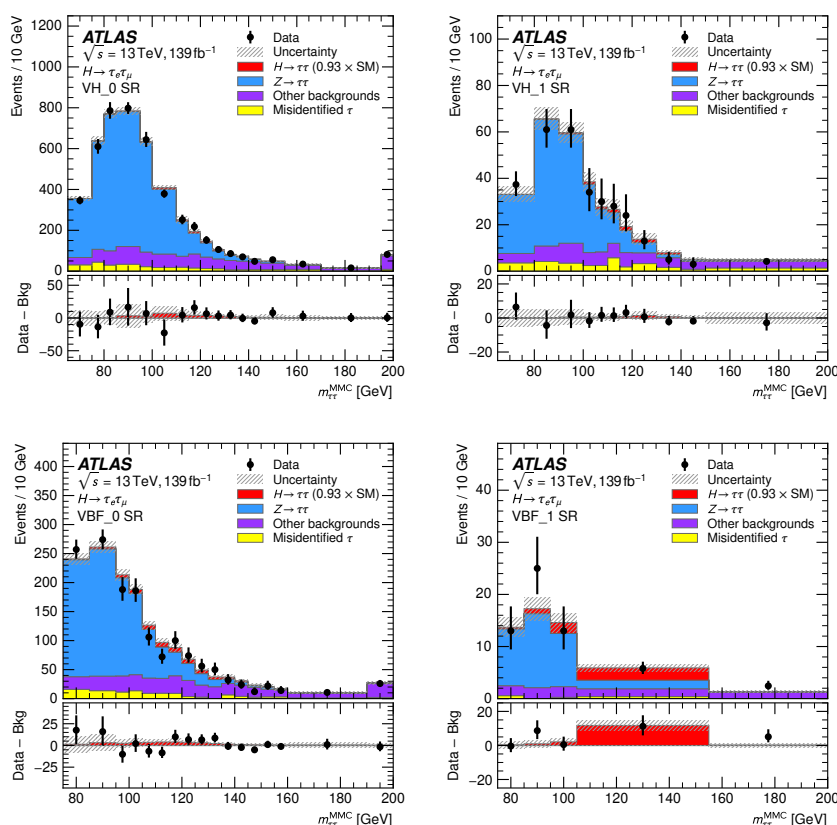 Events / 10 GeV
1200
1000
800
600
400
200
0
ATLAS
√s = 13 TeV, 139 fb⁻¹
H → τₑτ_μ
VH_0 SR
Data
Uncertainty
H → ττ (0.93 × SM)
Z → ττ
Other backgrounds
Misidentified τ
Data − Bkg
50
0
−50
80 100 120 140 160 180 200
m_ττ^MMC [GeV]
Events / 10 GeV
100
80
60
40
20
0
ATLAS
√s = 13 TeV, 139 fb⁻¹
H → τₑτ_μ
VH_1 SR
Data
Uncertainty
H → ττ (0.93 × SM)
Z → ττ
Other backgrounds
Misidentified τ
Data − Bkg
20
0
−20
80 100 120 140 160 180 200
m_ττ^MMC [GeV]
Events / 10 GeV
400
350
300
250
200
150
100
50
0
ATLAS
√s = 13 TeV, 139 fb⁻¹
H → τₑτ_μ
VBF_0 SR
Data
Uncertainty
H → ττ (0.93 × SM)
Z → ττ
Other backgrounds
Misidentified τ
Data − Bkg
25
0
−25
80 100 120 140 160 180 200
m_ττ^MMC [GeV]
Events / 10 GeV
40
30
20
10
0
ATLAS
√s = 13 TeV, 139 fb⁻¹
H → τₑτ_μ
VBF_1 SR
Data
Uncertainty
H → ττ (0.93 × SM)
Z → ττ
Other backgrounds
Misidentified τ
Data − Bkg
20
0
−20
80 100 120 140 160 180 200
m_ττ^MMC [GeV]